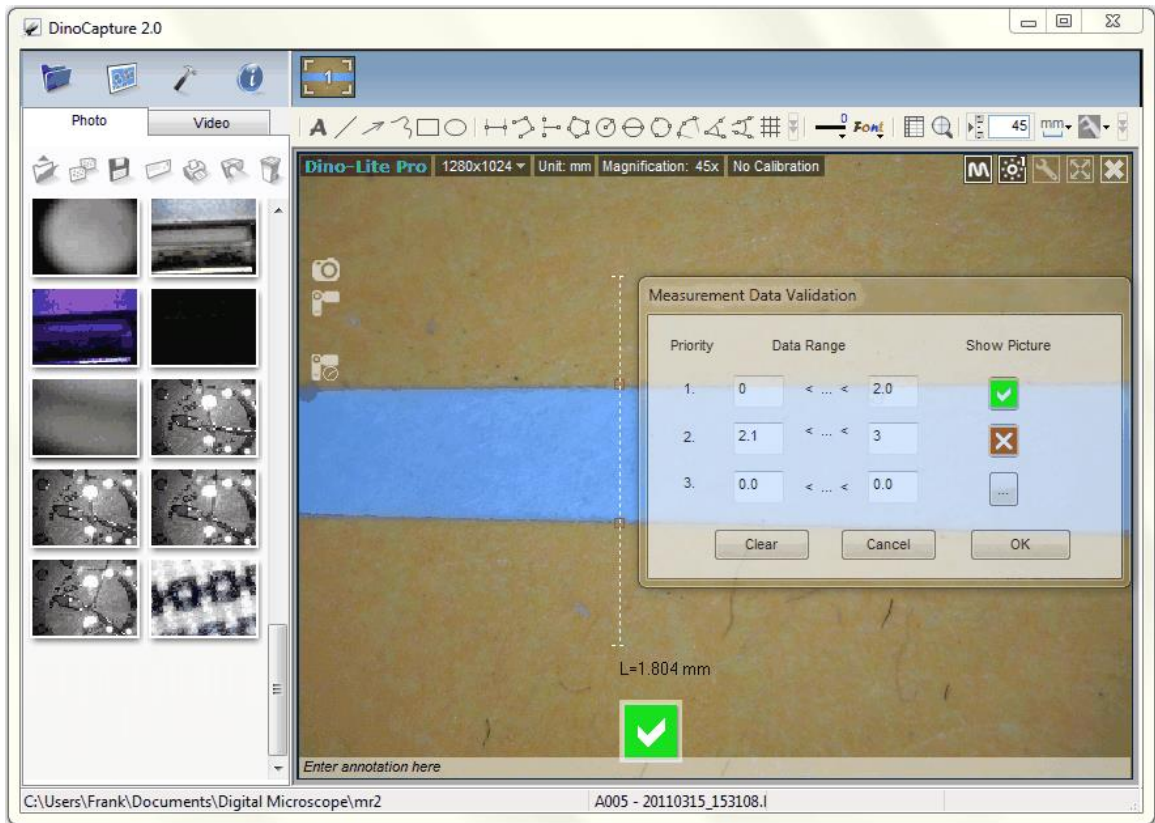 DinoCapture 2.0
1
Photo Video
A 0 Font 45 mm
Dino-Lite Pro 1280x1024 Unit: mm Magnification: 45x No Calibration
Measurement Data Validation
Priority Data Range Show Picture
1. 0 < ... < 2.0
2. 2.1 < ... < 3
3. 0.0 < ... < 0.0 ...
Clear Cancel OK
L=1.804 mm
Enter annotation here
C:\Users\Frank\Documents\Digital Microscope\mr2 A005 - 20110315_153108.